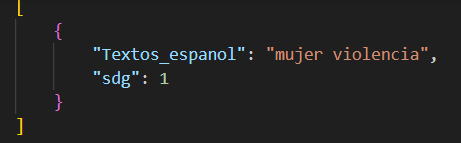 [
{
"Textos_espanol": "mujer violencia",
"sdg": 1
}
]